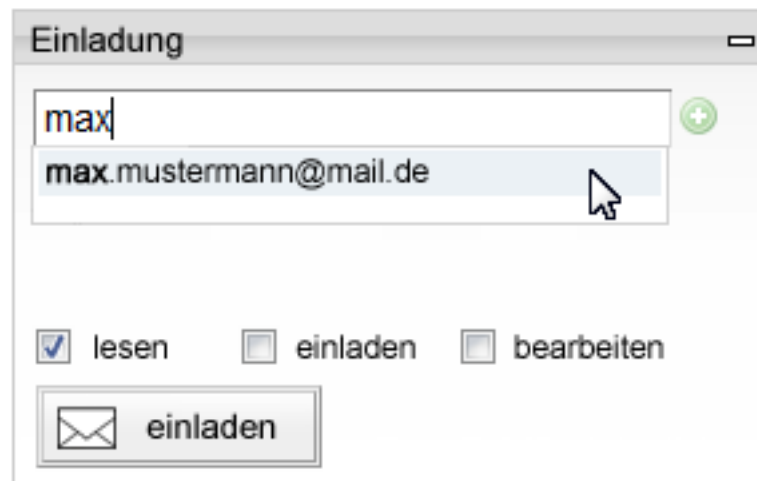 Einladung
max
max.mustermann@mail.de
lesen einladen bearbeiten
einladen